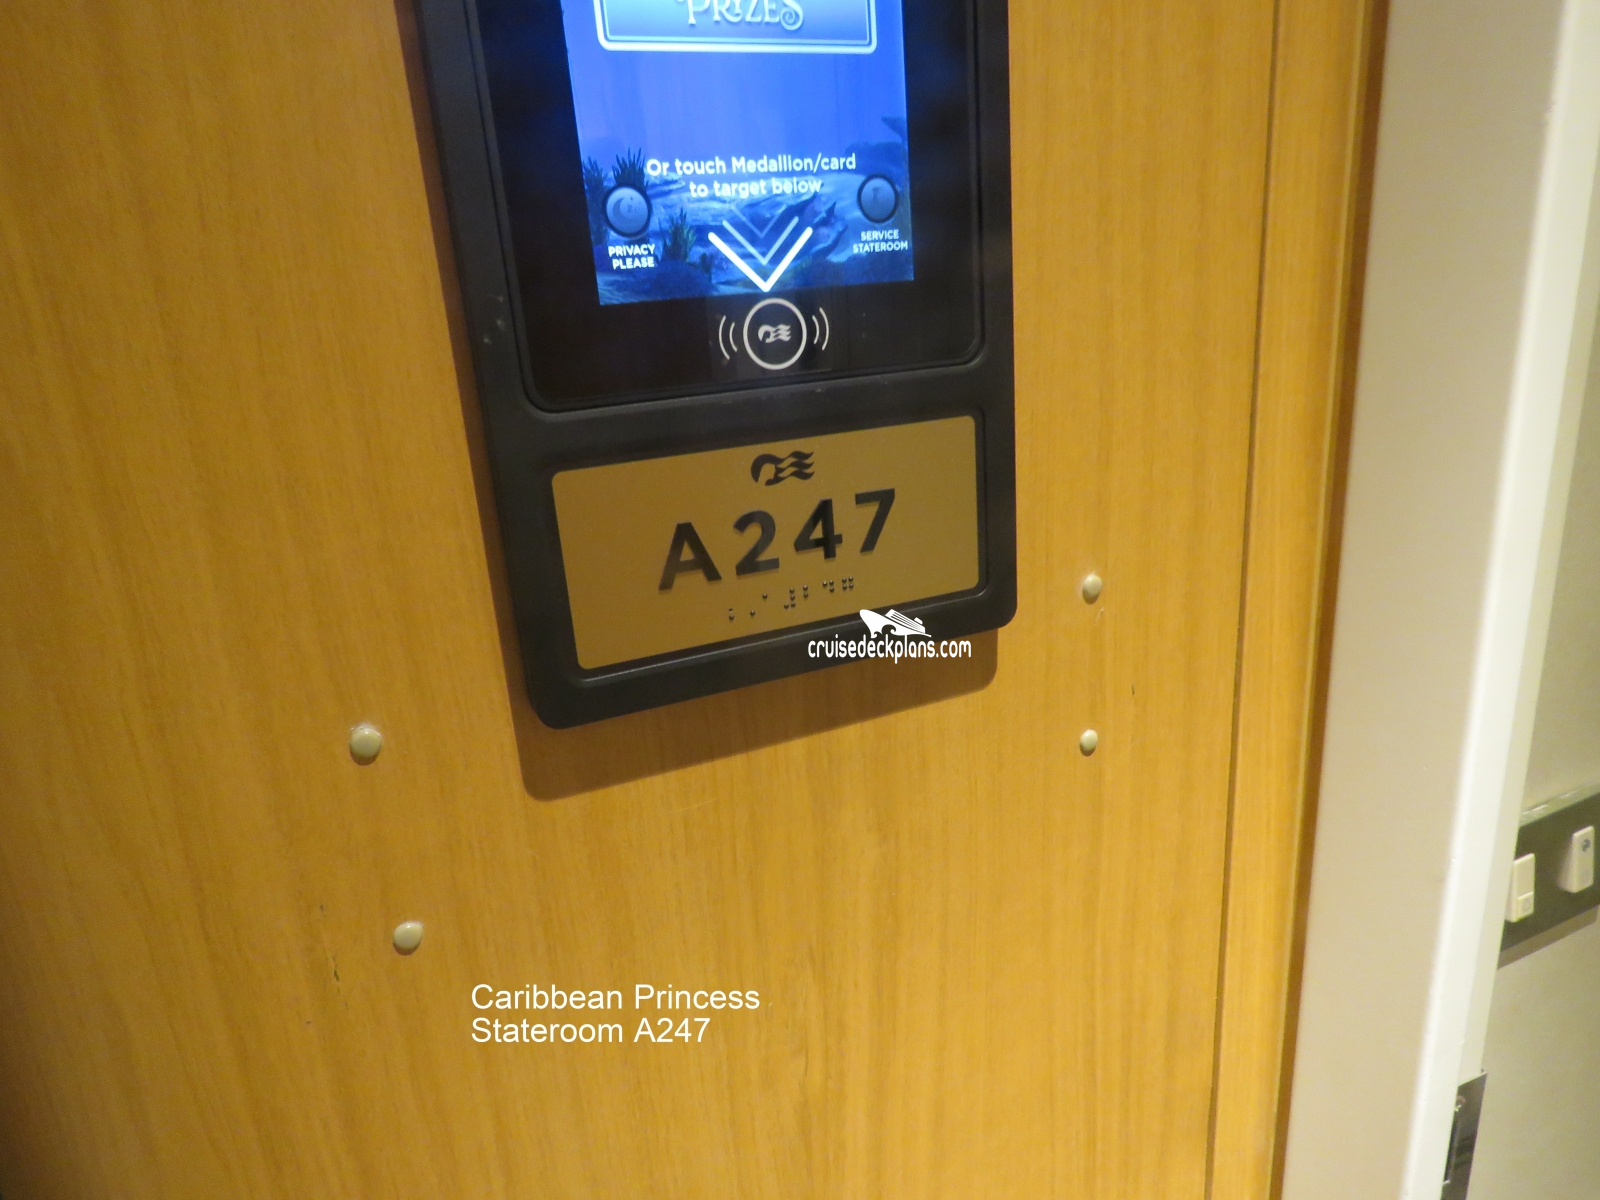 PRIZES
Or touch Medallion/card
to target below
PRIVACY
PLEASE
SERVICE
STATEROOM
A247
cruisedeckplans.com
Caribbean Princess
Stateroom A247